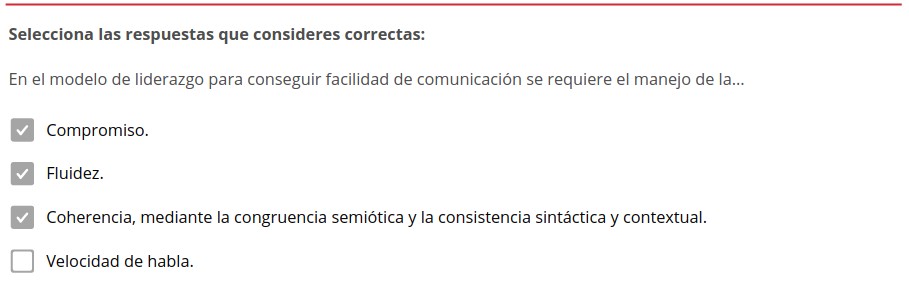 Selecciona las respuestas que consideres correctas:
En el modelo de liderazgo para conseguir facilidad de comunicación se requiere el manejo de la...
Compromiso.
Fluidez.
Coherencia, mediante la congruencia semiótica y la consistencia sintáctica y contextual.
Velocidad de habla.